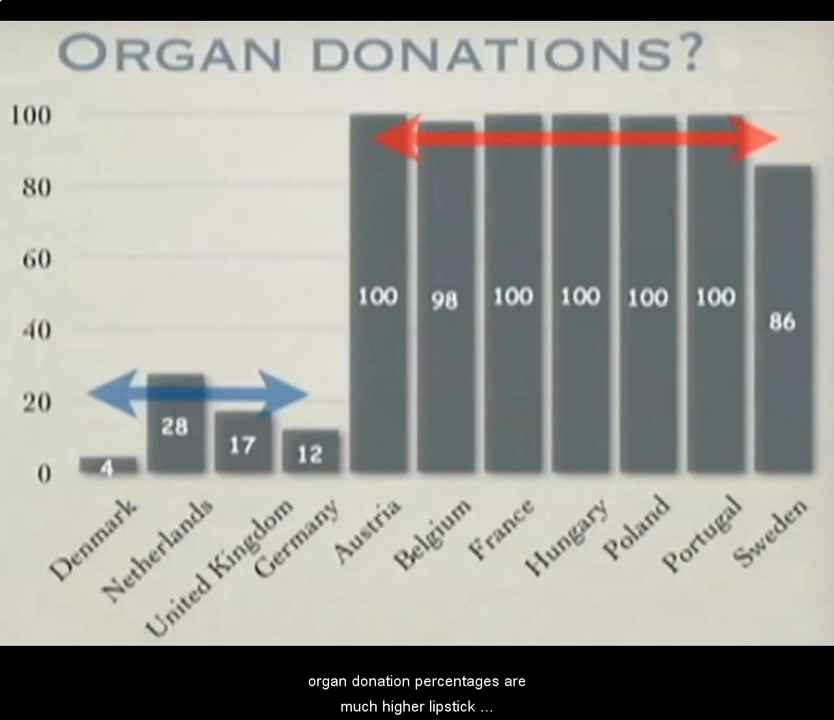 ORGAN DONATIONS?
100
80
60
40
20
0
4
28
17
12
100
98
100
100
100
100
86
Denmark
Netherlands
United Kingdom
Germany
Austria
Belgium
France
Hungary
Poland
Portugal
Sweden
organ donation percentages are
much higher lipstick ...